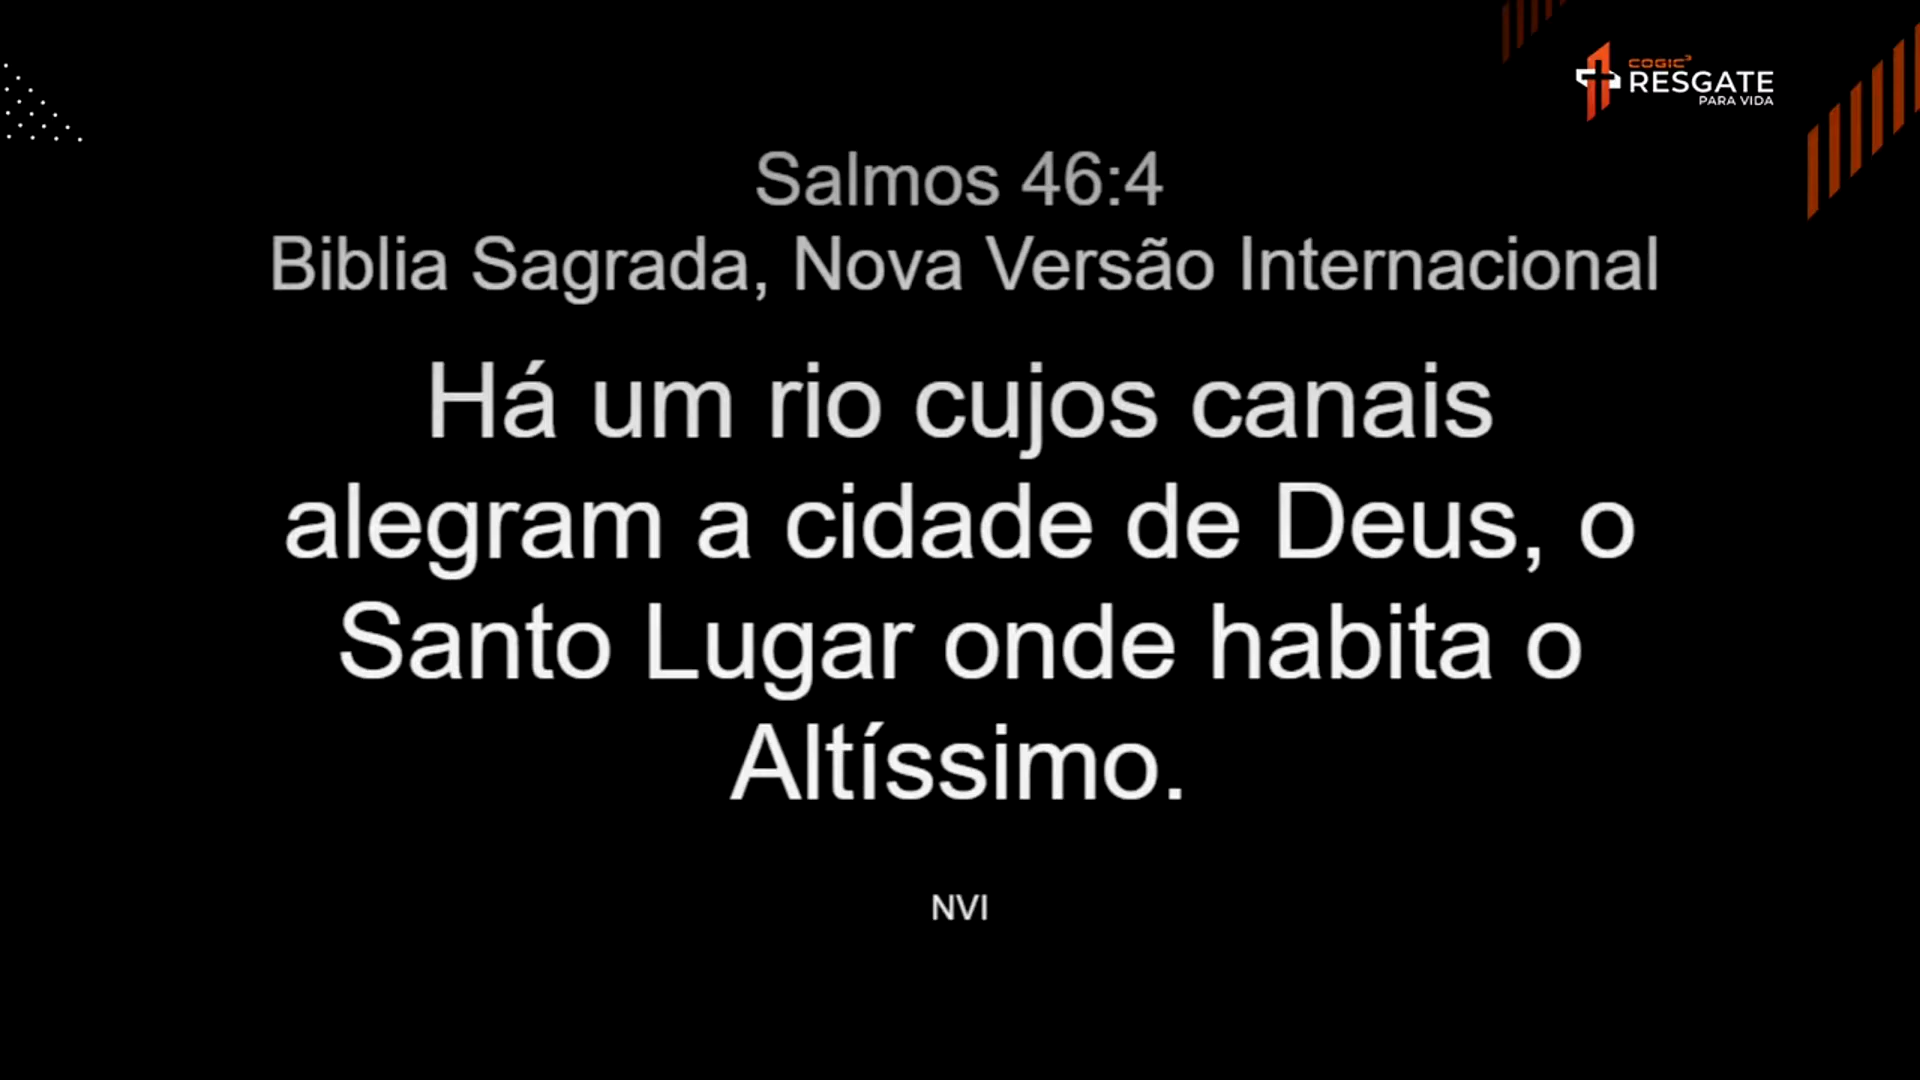 COGIC³
RESGATE
PARA VIDA
Salmos 46:4
Biblia Sagrada, Nova Versão Internacional
Há um rio cujos canais
alegram a cidade de Deus, o
Santo Lugar onde habita o
Altíssimo.
NVI